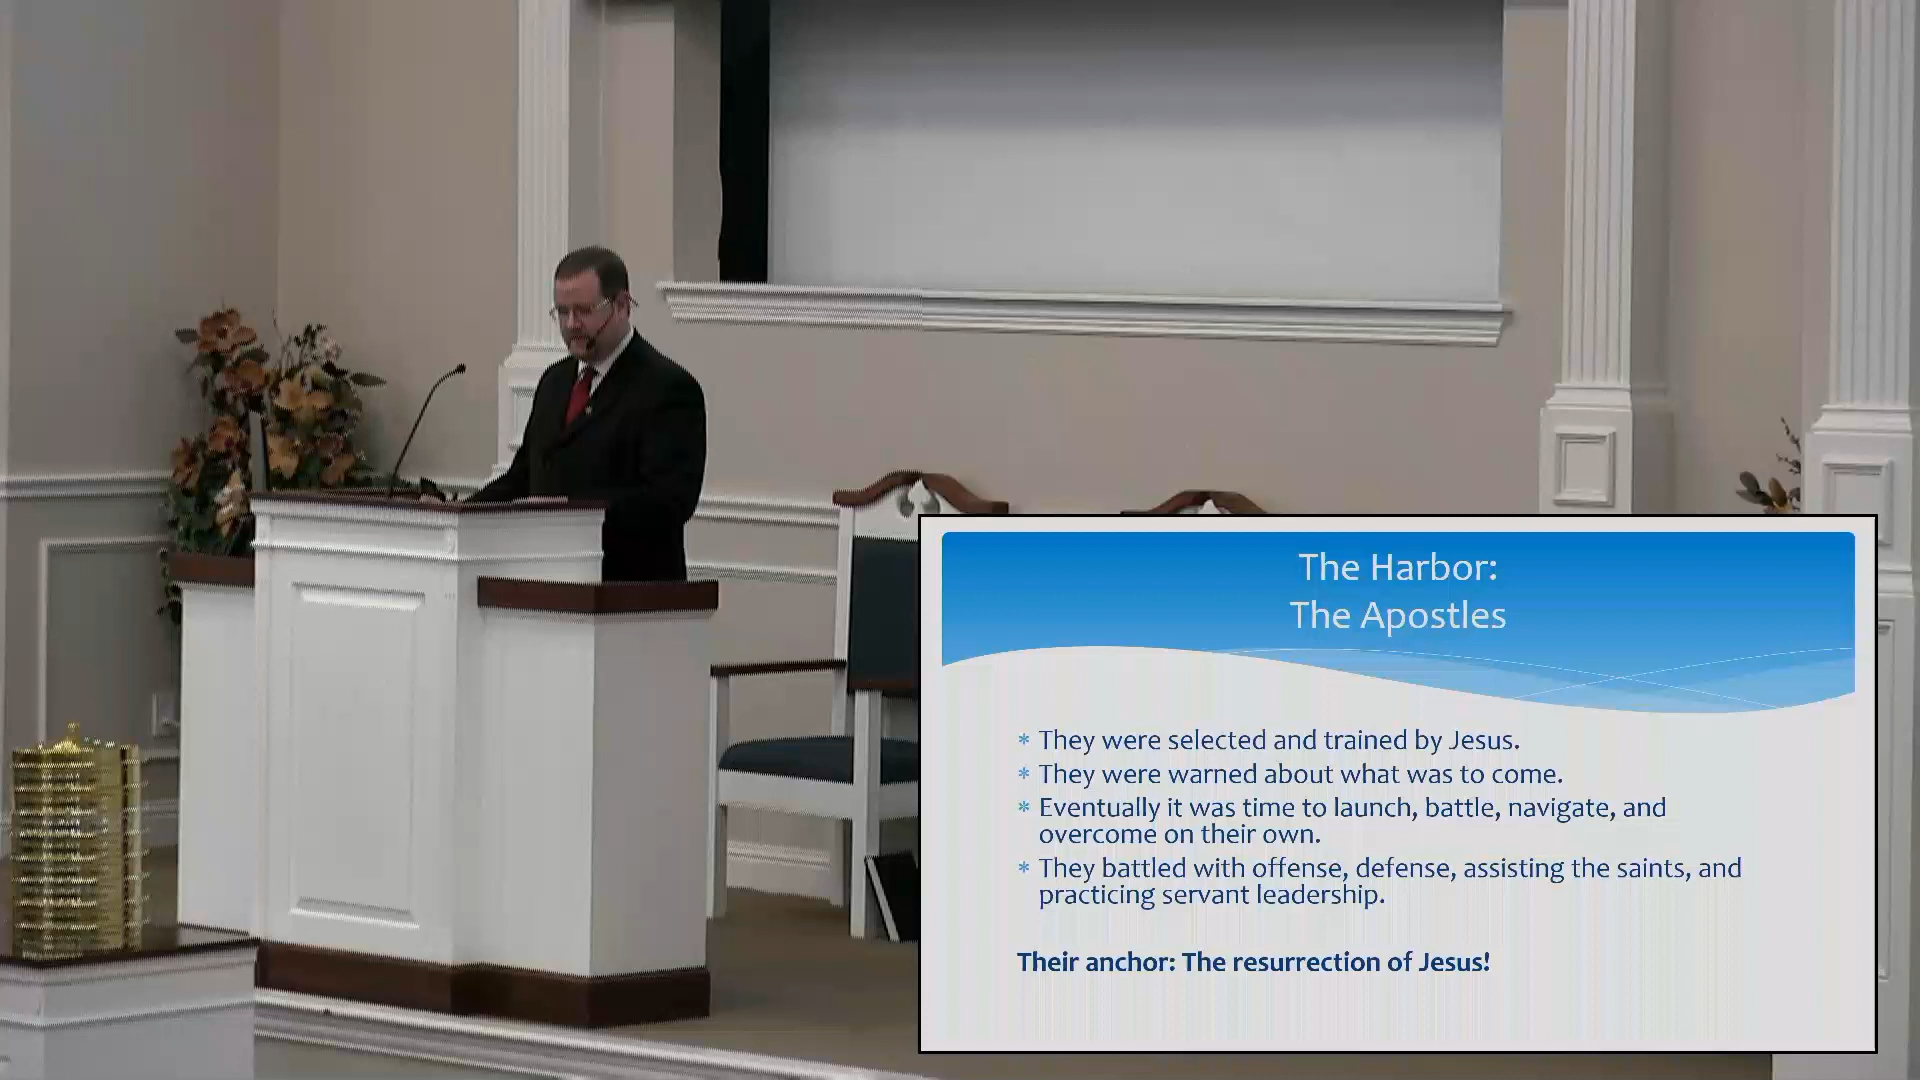 The Harbor:
The Apostles
* They were selected and trained by Jesus.
* They were warned about what was to come.
* Eventually it was time to launch, battle, navigate, and
overcome on their own.
* They battled with offense, defense, assisting the saints, and
practicing servant leadership.
Their anchor: The resurrection of Jesus!